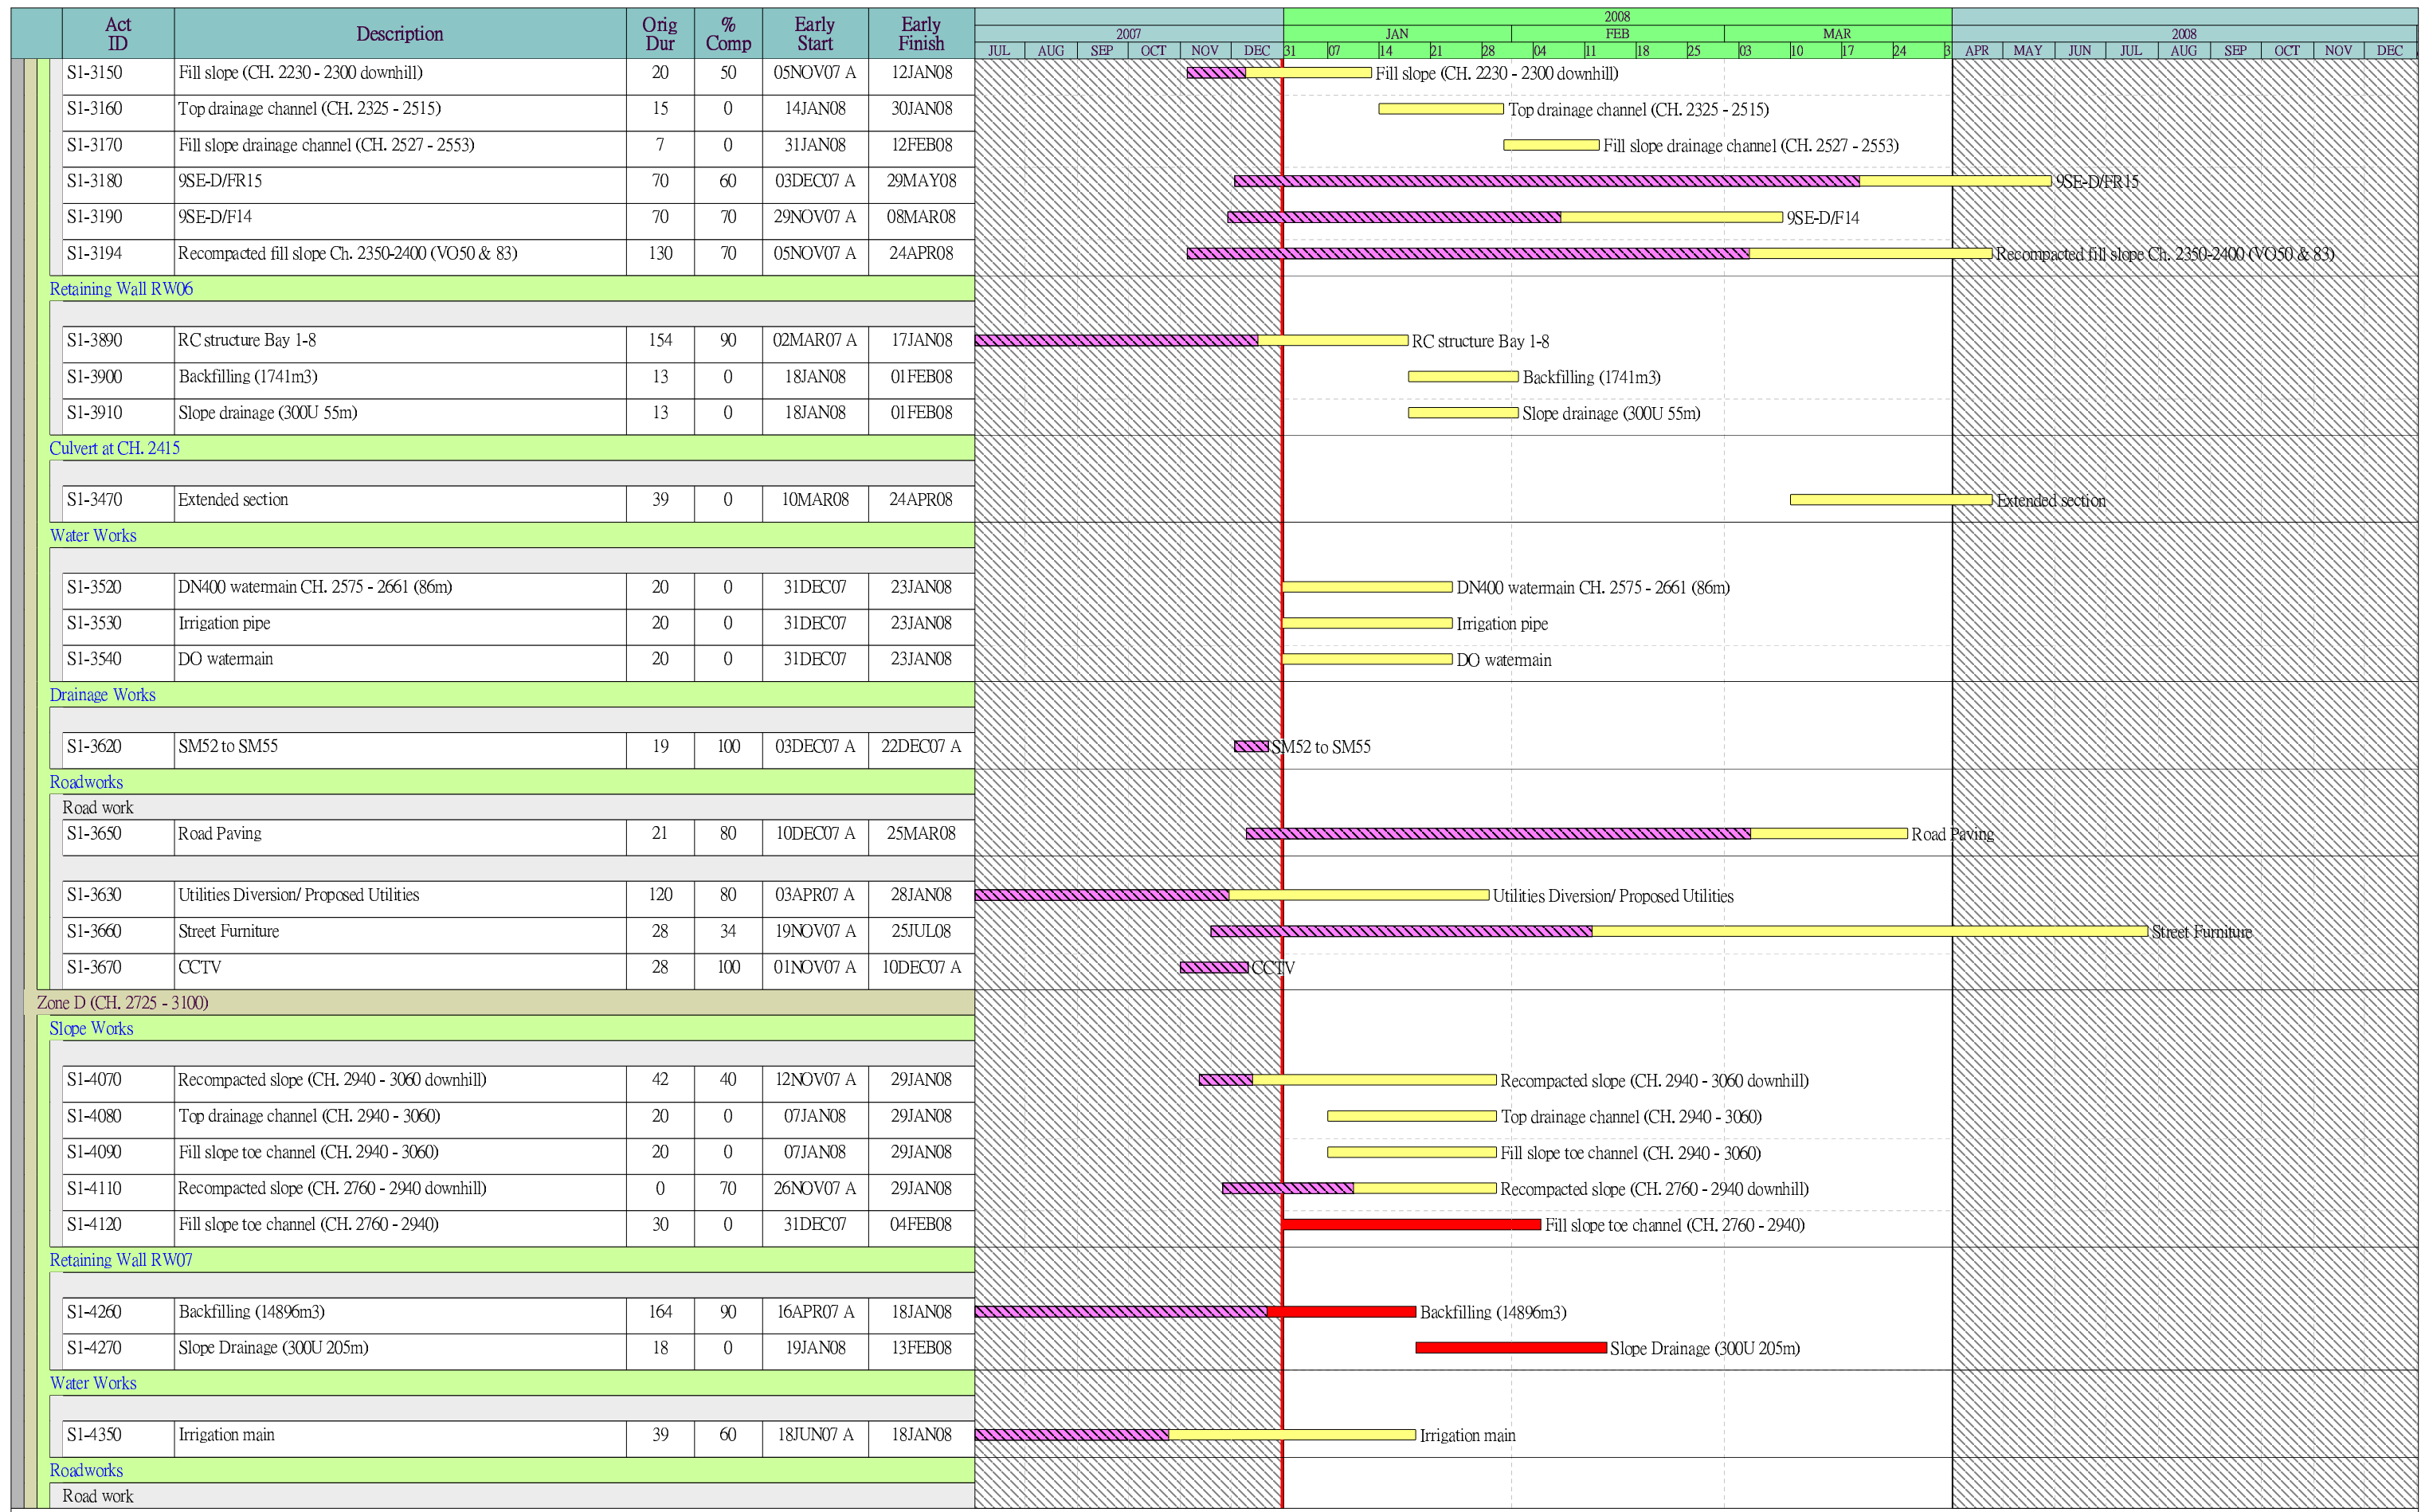 Act ID Description Orig Dur % Comp Early Start Early Finish
2007 2008 2008
JAN FEB MAR
JUL AUG SEP OCT NOV DEC 31 07 14 21 28 04 11 18 25 03 10 17 24 3 APR MAY JUN JUL AUG SEP OCT NOV DEC
S1-3150 Fill slope (CH. 2230 - 2300 downhill) 20 50 05NOV07 A 12JAN08 Fill slope (CH. 2230 - 2300 downhill)
S1-3160 Top drainage channel (CH. 2325 - 2515) 15 0 14JAN08 30JAN08 Top drainage channel (CH. 2325 - 2515)
S1-3170 Fill slope drainage channel (CH. 2527 - 2553) 7 0 31JAN08 12FEB08 Fill slope drainage channel (CH. 2527 - 2553)
S1-3180 9SE-D/FR15 70 60 03DEC07 A 29MAY08 9SE-D/FR15
S1-3190 9SE-D/F14 70 70 29NOV07 A 08MAR08 9SE-D/F14
S1-3194 Recompacted fill slope Ch. 2350-2400 (VO50 & 83) 130 70 05NOV07 A 24APR08 Recompacted fill slope Ch. 2350-2400 (VO50 & 83)
Retaining Wall RW06
S1-3890 RC structure Bay 1-8 154 90 02MAR07 A 17JAN08 RC structure Bay 1-8
S1-3900 Backfilling (1741m3) 13 0 18JAN08 01FEB08 Backfilling (1741m3)
S1-3910 Slope drainage (300U 55m) 13 0 18JAN08 01FEB08 Slope drainage (300U 55m)
Culvert at CH. 2415
S1-3470 Extended section 39 0 10MAR08 24APR08 Extended section
Water Works
S1-3520 DN400 watermain CH. 2575 - 2661 (86m) 20 0 31DEC07 23JAN08 DN400 watermain CH. 2575 - 2661 (86m)
S1-3530 Irrigation pipe 20 0 31DEC07 23JAN08 Irrigation pipe
S1-3540 DO watermain 20 0 31DEC07 23JAN08 DO watermain
Drainage Works
S1-3620 SM52 to SM55 19 100 03DEC07 A 22DEC07 A SM52 to SM55
Roadworks
Road work
S1-3650 Road Paving 21 80 10DEC07 A 25MAR08 Road Paving
S1-3630 Utilities Diversion/ Proposed Utilities 120 80 03APR07 A 28JAN08 Utilities Diversion/ Proposed Utilities
S1-3660 Street Furniture 28 34 19NOV07 A 25JUL08 Street Furniture
S1-3670 CCTV 28 100 01NOV07 A 10DEC07 A CCTV
Zone D (CH. 2725 - 3100)
Slope Works
S1-4070 Recompacted slope (CH. 2940 - 3060 downhill) 42 40 12NOV07 A 29JAN08 Recompacted slope (CH. 2940 - 3060 downhill)
S1-4080 Top drainage channel (CH. 2940 - 3060) 20 0 07JAN08 29JAN08 Top drainage channel (CH. 2940 - 3060)
S1-4090 Fill slope toe channel (CH. 2940 - 3060) 20 0 07JAN08 29JAN08 Fill slope toe channel (CH. 2940 - 3060)
S1-4110 Recompacted slope (CH. 2760 - 2940 downhill) 0 70 26NOV07 A 29JAN08 Recompacted slope (CH. 2760 - 2940 downhill)
S1-4120 Fill slope toe channel (CH. 2760 - 2940) 30 0 31DEC07 04FEB08 Fill slope toe channel (CH. 2760 - 2940)
Retaining Wall RW07
S1-4260 Backfilling (14896m3) 164 90 16APR07 A 18JAN08 Backfilling (14896m3)
S1-4270 Slope Drainage (300U 205m) 18 0 19JAN08 13FEB08 Slope Drainage (300U 205m)
Water Works
S1-4350 Irrigation main 39 60 18JUN07 A 18JAN08 Irrigation main
Roadworks
Road work